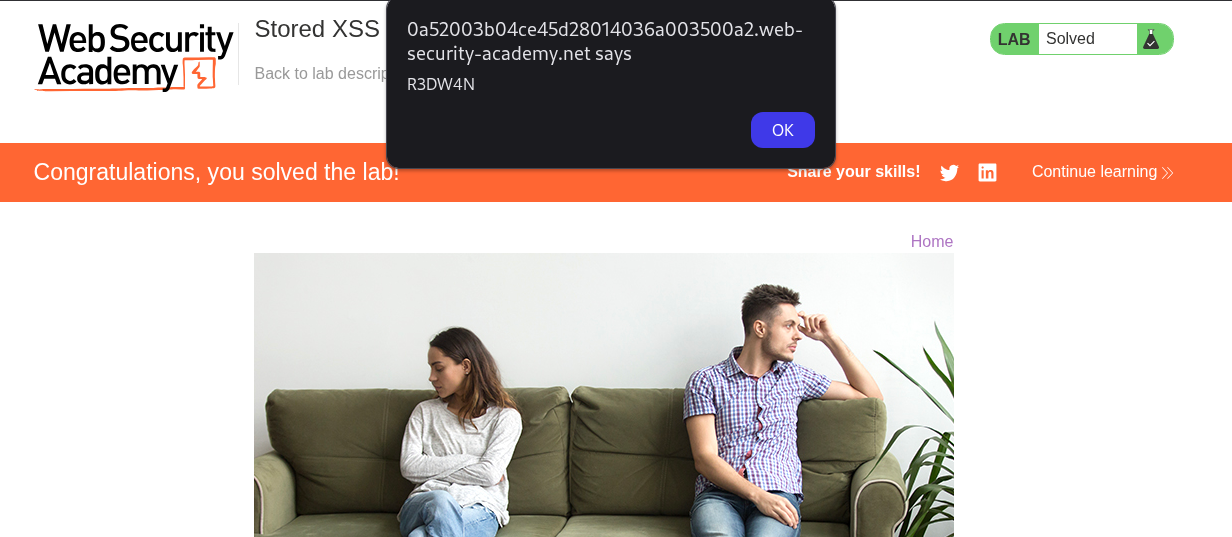 Web Security
Academy
Stored XSS
Back to lab descrip
0a52003b04ce45d28014036a003500a2.web-
security-academy.net says
R3DW4N
OK
LAB
Solved
Congratulations, you solved the lab!
Share your skills!
Continue learning
Home